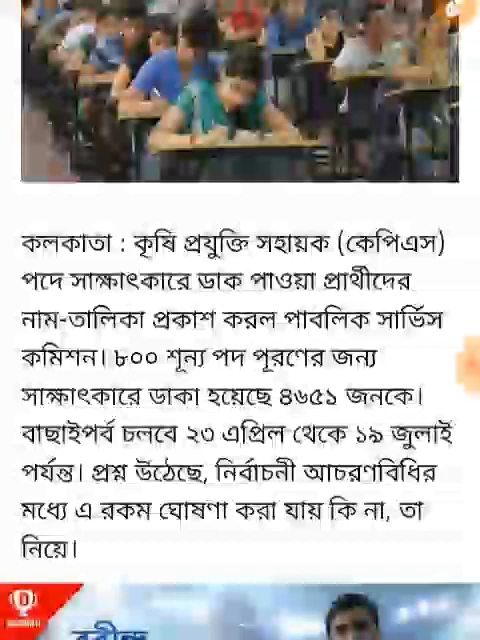 কলকাতা : কৃষি প্রযুক্তি সহায়ক (কেপিএস)
পদে সাক্ষাৎকারে ডাক পাওয়া প্রার্থীদের
নাম-তালিকা প্রকাশ করল পাবলিক সার্ভিস
কমিশন। ৮০০ শূন্য পদ পূরণের জন্য
সাক্ষাৎকারে ডাকা হয়েছে ৪৬৫১ জনকে।
বাছাইপর্ব চলবে ২৩ এপ্রিল থেকে ১৯ জুলাই
পর্যন্ত। প্রশ্ন উঠেছে, নির্বাচনী আচরণবিধির
মধ্যে এ রকম ঘোষণা করা যায় কি না, তা
নিয়ে।